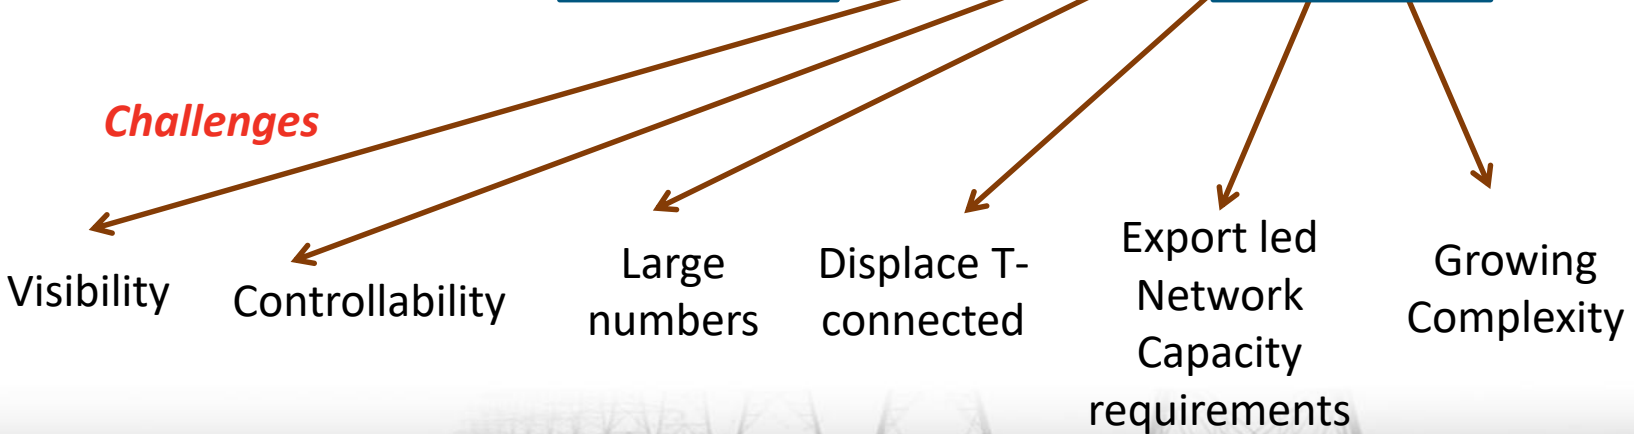 Challenges
Visibility
Controllability
Large
numbers
Displace T-
connected
Export led
Network
Capacity
requirements
Growing
Complexity